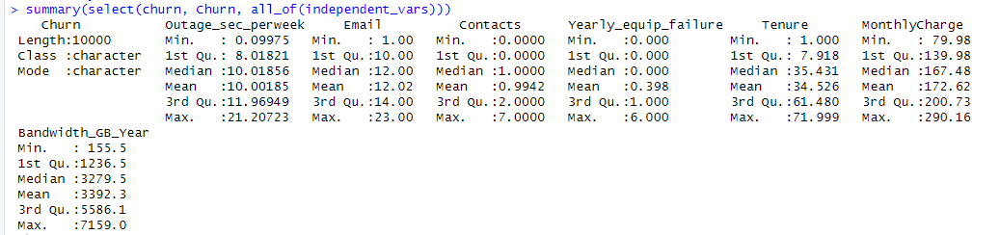 > summary(select(churn, Churn, all_of(independent_vars)))
Churn Outage_sec_perweek Email Contacts Yearly_equip_failure Tenure MonthlyCharge
Length:10000 Min. : 0.09975 Min. : 1.00 Min. :0.0000 Min. :0.000 Min. : 1.000 Min. : 79.98
Class :character 1st Qu.: 8.01821 1st Qu.:10.00 1st Qu.:0.0000 1st Qu.:0.000 1st Qu.: 7.918 1st Qu.:139.98
Mode :character Median :10.01856 Median :12.00 Median :1.0000 Median :0.000 Median :35.431 Median :167.48
Mean :10.00185 Mean :12.02 Mean :0.9942 Mean :0.398 Mean :34.526 Mean :172.62
3rd Qu.:11.96949 3rd Qu.:14.00 3rd Qu.:2.0000 3rd Qu.:1.000 3rd Qu.:61.480 3rd Qu.:200.73
Max. :21.20723 Max. :23.00 Max. :7.0000 Max. :6.000 Max. :71.999 Max. :290.16
Bandwidth_GB_Year
Min. : 155.5
1st Qu.:1236.5
Median :3279.5
Mean :3392.3
3rd Qu.:5586.1
Max. :7159.0